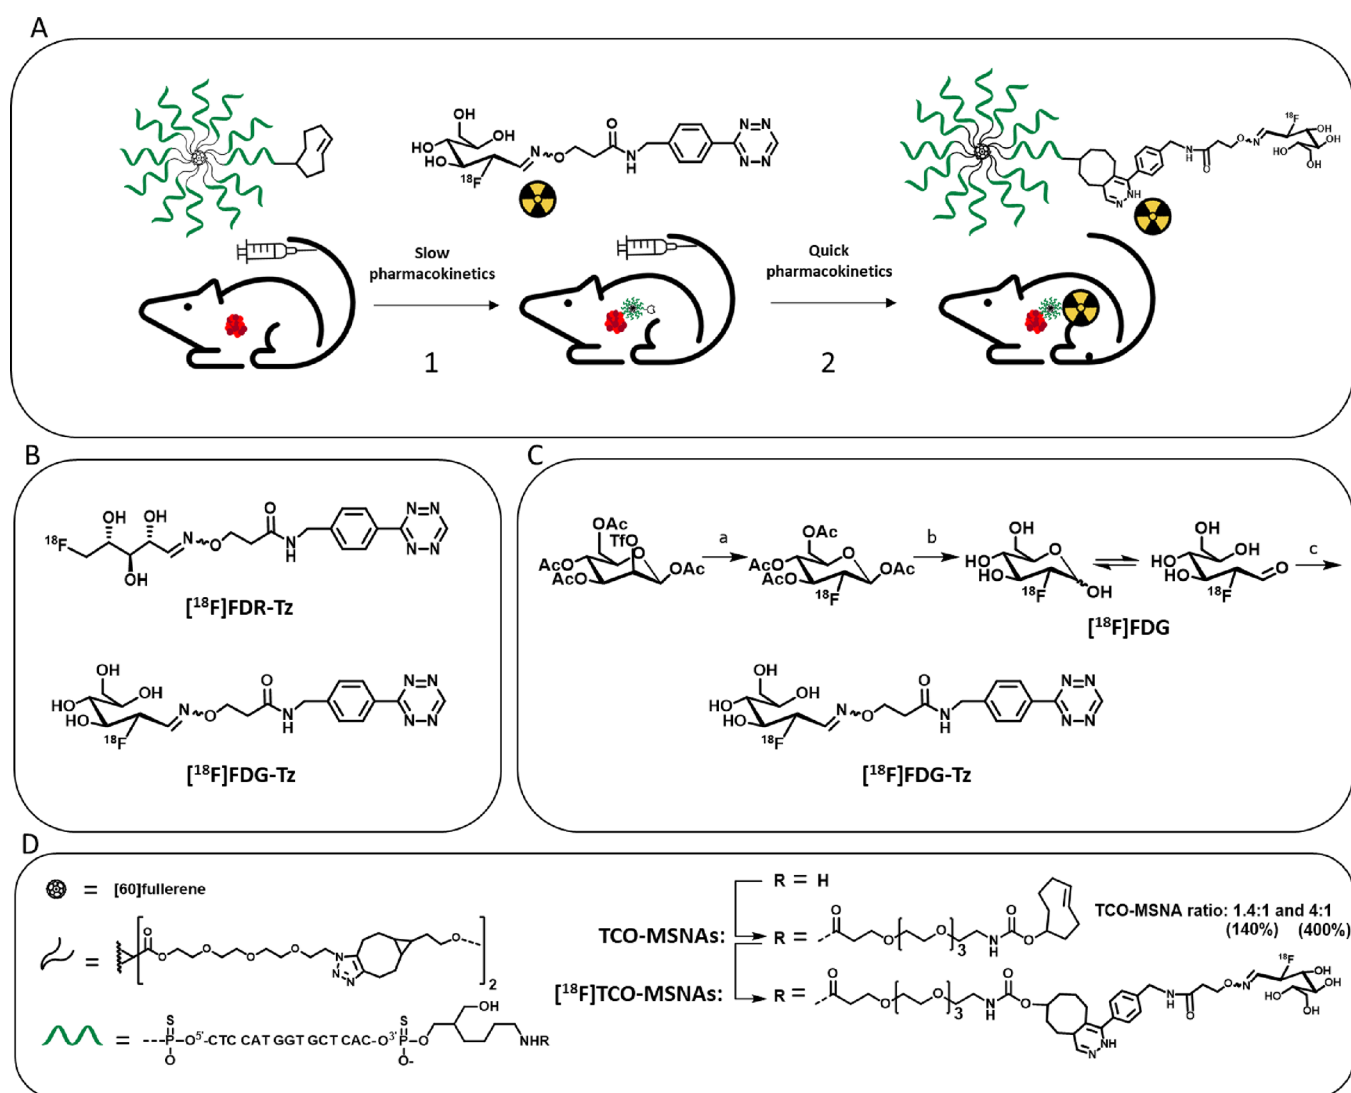 A
OH
OH
HO
HO
18F
N
O
O
N
H
N N
N N
Slow
pharmacokinetics
1
Quick
pharmacokinetics
2
NH
N
N
H
O
O
N
18F
OH
HO
OH
OH
B
OH OH
18F
OH
N
O
O
N
H
N N
N N
[18F]FDR-Tz
OH
OH
HO
HO
18F
N
O
O
N
H
N N
N N
[18F]FDG-Tz
C
OAc
TfO
O
AcO
AcO
OAc
a
OAc
AcO
AcO
O
OAc
18F
b
HO
HO
HO
O
18F
OH
OH
HO
OH
HO
O
18F
c
[18F]FDG
OH
OH
HO
HO
18F
N
O
O
N
H
N N
N N
[18F]FDG-Tz
D
= [60]fullerene
=
O
O
O
O
O
N
N=N
O
2
= S
P
O
O5'-CTC CAT GGT GCT CAC-O3'
S
P
O-
O
OH
NHR
R = H
TCO-MSNAs: R =
O
O
O
3
N
H
O
O
TCO-MSNA ratio: 1.4:1 and 4:1
(140%) (400%)
[18F]TCO-MSNAs: R =
O
O
O
3
N
H
O
O
N
NH
N
H
O
O
N
18F
OH
HO
OH
OH